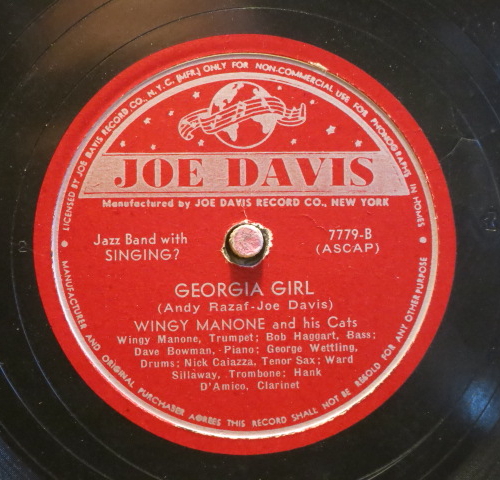 LICENSED BY JOE DAVIS RECORD CO., N.Y.C. (MFR.) ONLY FOR NON-COMMERCIAL USE FOR PHONOGRAPHS IN HOMES
JOE DAVIS
Manufactured by JOE DAVIS RECORD CO., NEW YORK
Jazz Band with
SINGING?
7779-B
(ASCAP)
GEORGIA GIRL
(Andy Razaf-Joe Davis)
WINGY MANONE and his Cats
Wingy Manone, Trumpet; Bob Haggart, Bass;
Dave Bowman, Piano; George Wettling,
Drums; Nick Caiazza, Tenor Sax; Ward
Sillaway, Trombone; Hank
D'Amico, Clarinet
MANUFACTURER AND ORIGINAL PURCHASER AGREES THIS RECORD SHALL NOT BE RESOLD FOR ANY OTHER PURPOSE
2